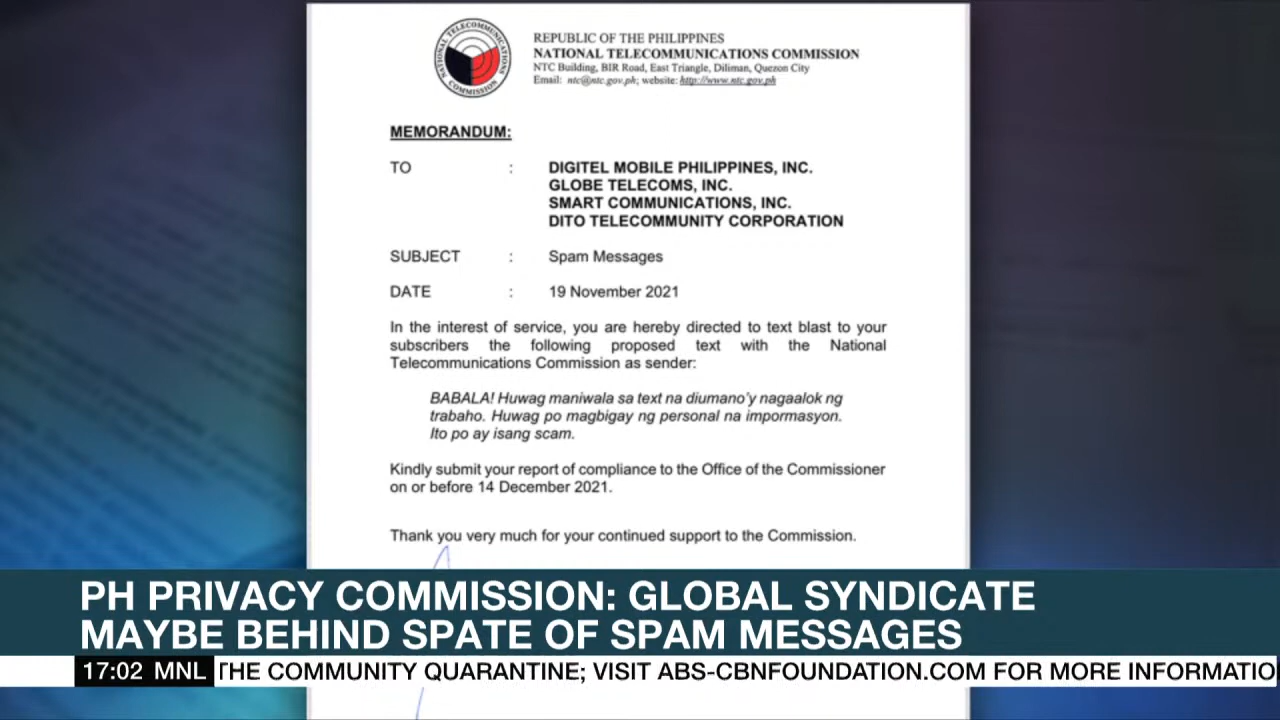 NATIONAL TELECOMMUNICATIONS
COMMISSION
REPUBLIC OF THE PHILIPPINES
NATIONAL TELECOMMUNICATIONS COMMISSION
NTC Building, BIR Road, East Triangle, Diliman, Quezon City
Email: ntc@ntc.gov.ph; website: http://www.ntc.gov.ph
MEMORANDUM:
TO : DIGITEL MOBILE PHILIPPINES, INC.
GLOBE TELECOMS, INC.
SMART COMMUNICATIONS, INC.
DITO TELECOMMUNITY CORPORATION
SUBJECT : Spam Messages
DATE : 19 November 2021
In the interest of service, you are hereby directed to text blast to your
subscribers the following proposed text with the National
Telecommunications Commission as sender:
BABALA! Huwag maniwala sa text na diumano'y nagaalok ng
trabaho. Huwag po magbigay ng personal na impormasyon.
Ito po ay isang scam.
Kindly submit your report of compliance to the Office of the Commissioner
on or before 14 December 2021.
Thank you very much for your continued support to the Commission.
PH PRIVACY COMMISSION: GLOBAL SYNDICATE
MAYBE BEHIND SPATE OF SPAM MESSAGES
17:02 MNL THE COMMUNITY QUARANTINE; VISIT ABS-CBNFOUNDATION.COM FOR MORE INFORMATIO